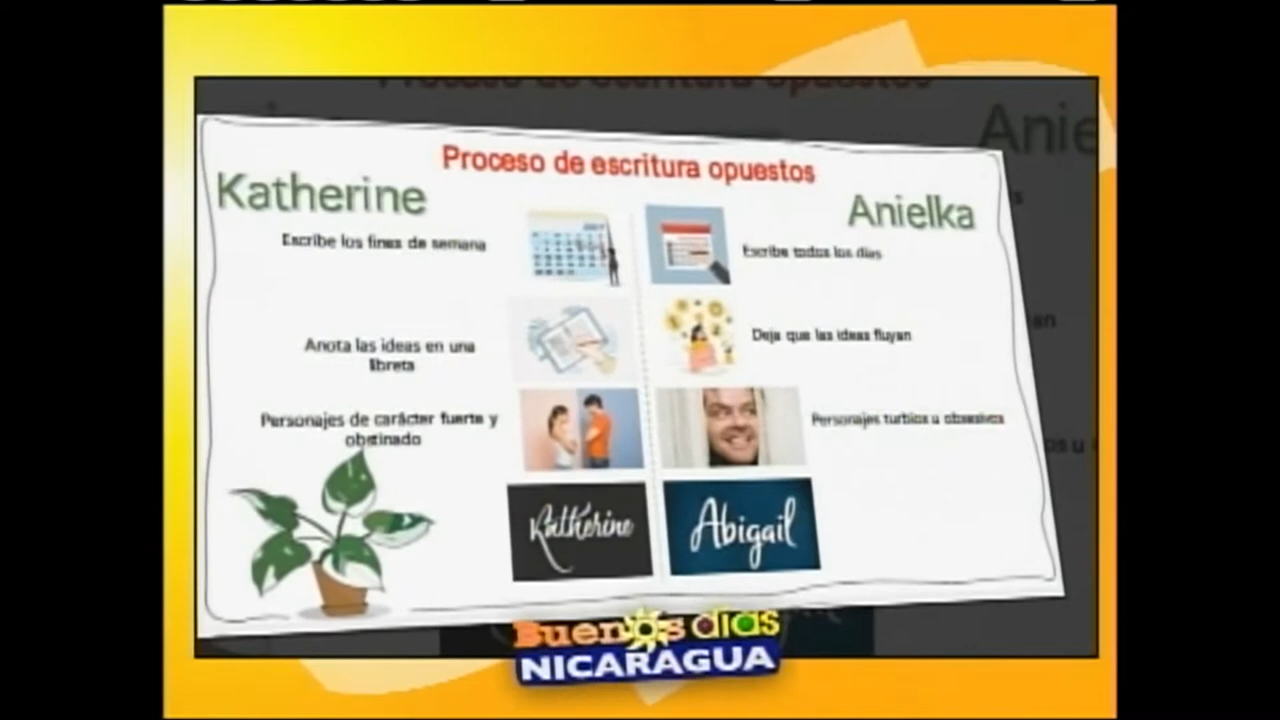 Proceso de escritura opuestos
Katherine
Anielka
Escribe los fines de semana
Escribe todos los días
Anota las ideas en una
libreta
Deja que las ideas fluyan
Personajes de carácter fuerte y
obstinado
Personajes turbios u obsesivos
Katherine
Abigail
Buenos días
NICARAGUA